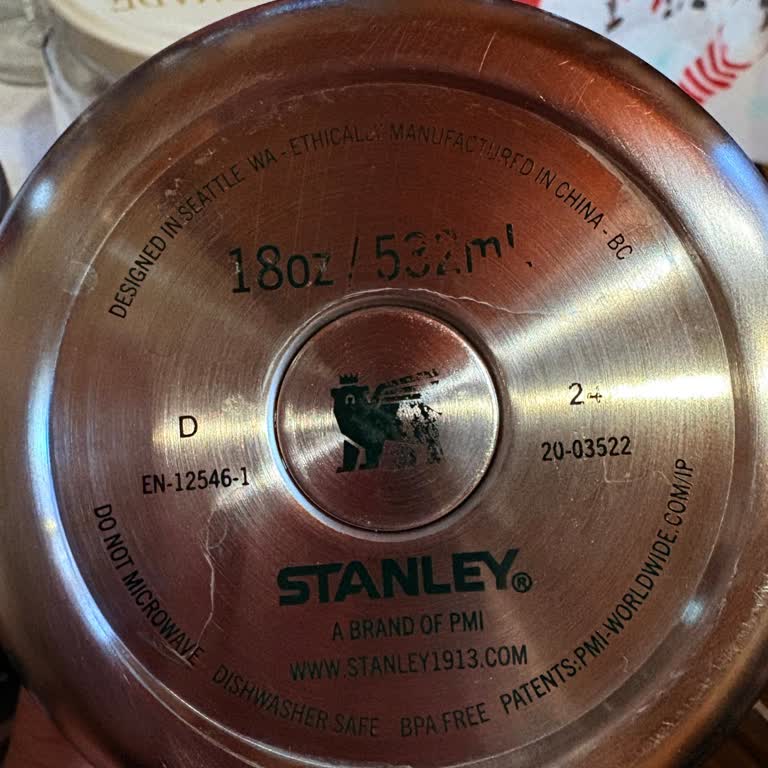 DESIGNED IN SEATTLE WA - ETHICALLY MANUFACTURED IN CHINA - BC
18oz / 532mL
D
EN-12546-1
20-03522
STANLEY®
A BRAND OF PMI
WWW.STANLEY1913.COM
DO NOT MICROWAVE DISHWASHER SAFE BPA FREE PATENTS:PMI-WORLDWIDE.COM/IP